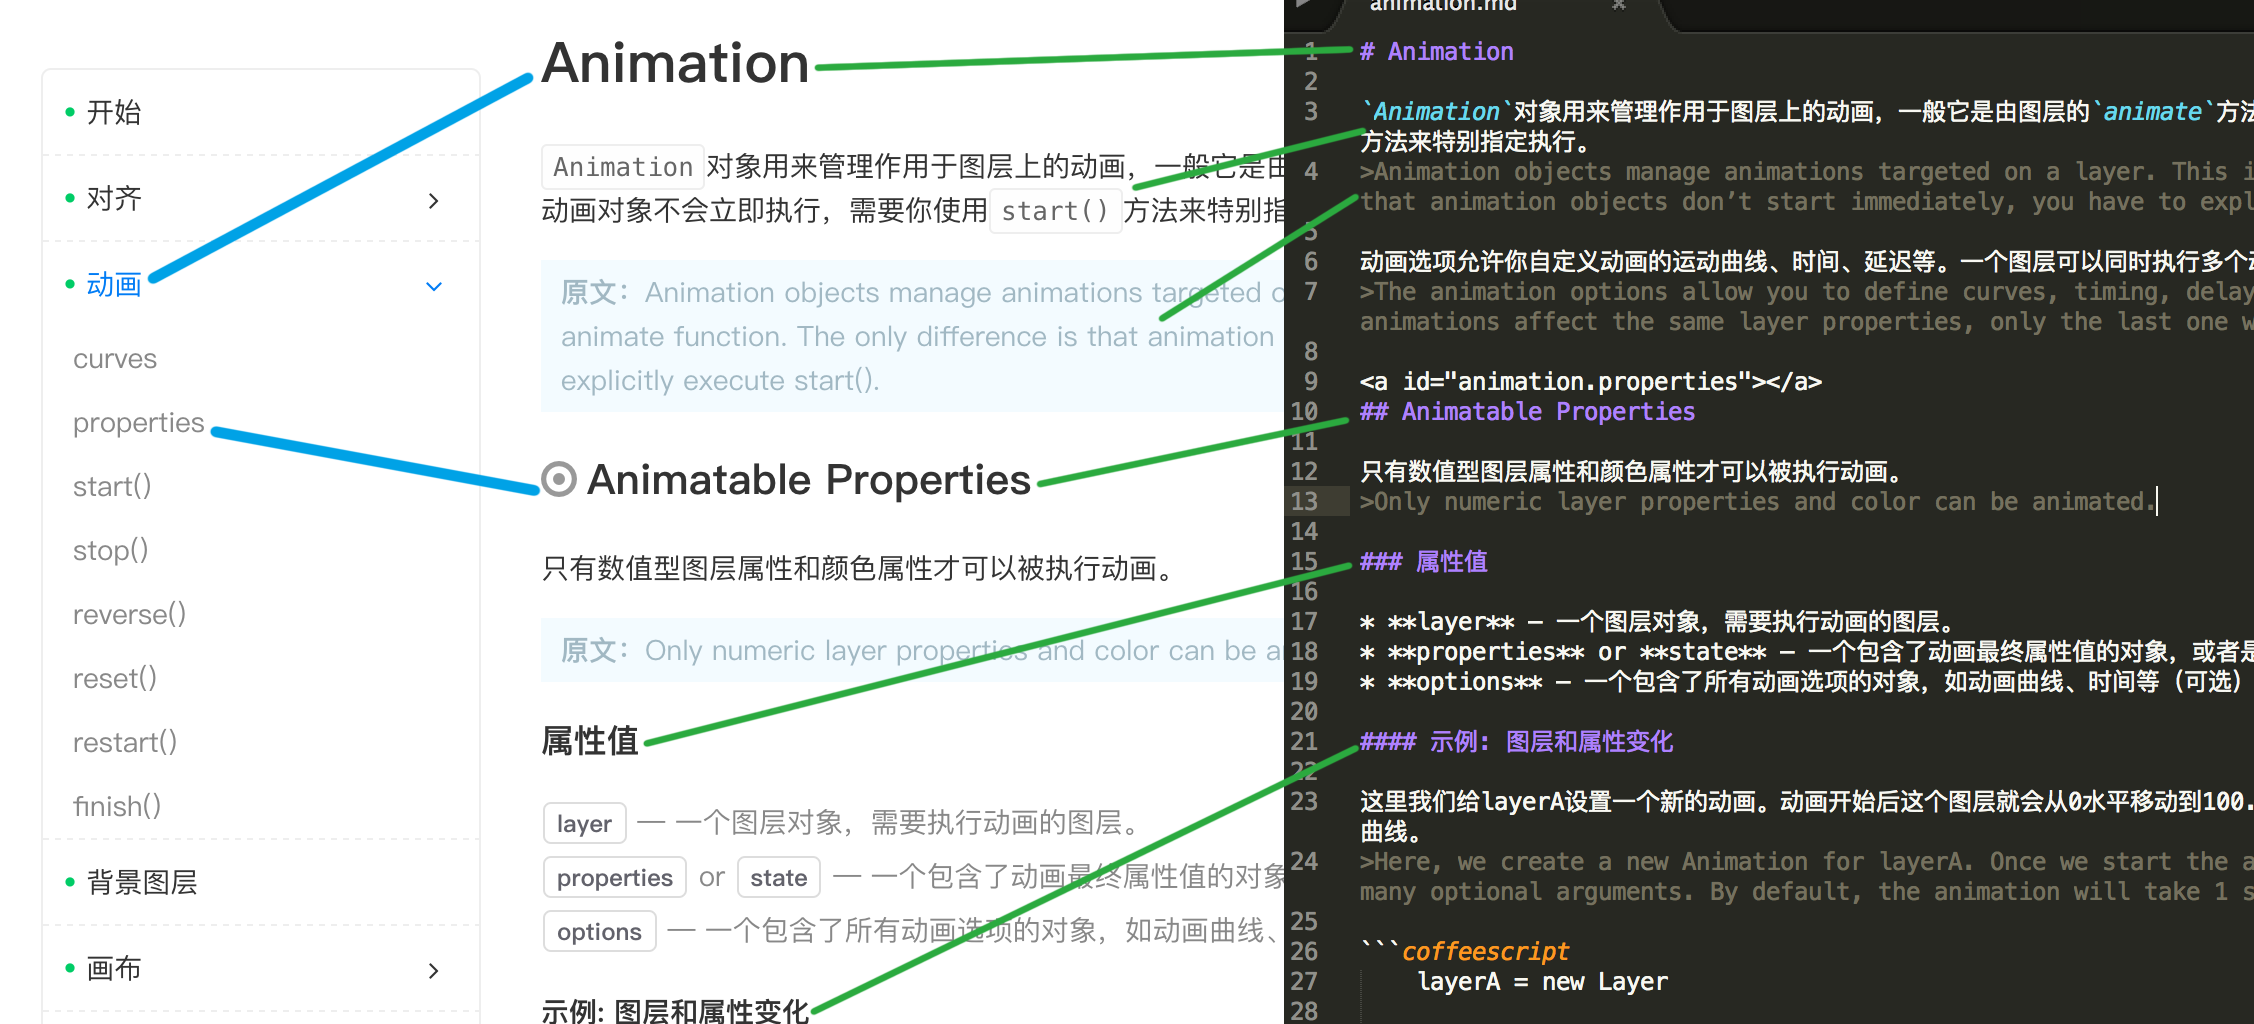 开始
对齐
动画
curves
properties
start()
stop()
reverse()
reset()
restart()
finish()
背景图层
画布
Animation
Animation对象用来管理作用于图层上的动画，一般它是由
动画对象不会立即执行，需要你使用start()方法来特别指
原文：Animation objects manage animations targeted o
animate function. The only difference is that animation
explicitly execute start().
Animatable Properties
只有数值型图层属性和颜色属性才可以被执行动画。
原文：Only numeric layer properties and color can be a
属性值
layer — 一个图层对象，需要执行动画的图层。
properties or state — 一个包含了动画最终属性值的对象
options — 一个包含了所有动画选项的对象，如动画曲线、
示例: 图层和属性变化
animation.md
1 # Animation
2
3 `Animation`对象用来管理作用于图层上的动画，一般它是由图层的`animate`方法
方法来特别指定执行。
4 >Animation objects manage animations targeted on a layer. This i
that animation objects don’t start immediately, you have to expl
5
6 动画选项允许你自定义动画的运动曲线、时间、延迟等。一个图层可以同时执行多个动
7 >The animation options allow you to define curves, timing, delay
animations affect the same layer properties, only the last one w
8
9 <a id="animation.properties"></a>
10 ## Animatable Properties
11
12 只有数值型图层属性和颜色属性才可以被执行动画。
13 >Only numeric layer properties and color can be animated.
14
15 ### 属性值
16
17 * **layer** — 一个图层对象，需要执行动画的图层。
18 * **properties** or **state** — 一个包含了动画最终属性值的对象，或者是
19 * **options** — 一个包含了所有动画选项的对象，如动画曲线、时间等（可选）
20
21 #### 示例: 图层和属性变化
22
23 这里我们给layerA设置一个新的动画。动画开始后这个图层就会从0水平移动到100.
曲线。
24 >Here, we create a new Animation for layerA. Once we start the a
many optional arguments. By default, the animation will take 1 s
25
26 ```coffeescript
27 layerA = new Layer
28